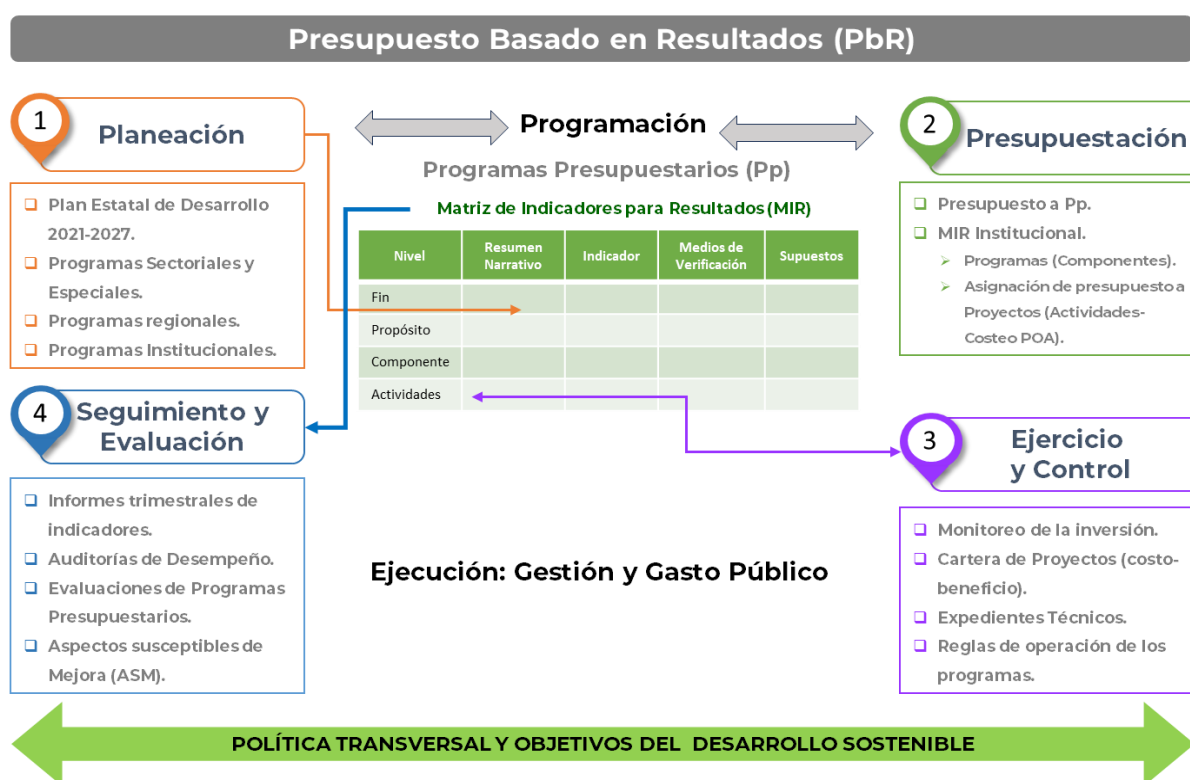 Presupuesto Basado en Resultados (PbR)
1
Planeación
Plan Estatal de Desarrollo
2021-2027.
Programas Sectoriales y
Especiales.
Programas regionales.
Programas Institucionales.
Programación
Programas Presupuestarios (Pp)
Matriz de Indicadores para Resultados (MIR)
Nivel
Resumen
Narrativo
Indicador
Medios de
Verificación
Supuestos
Fin
Propósito
Componente
Actividades
2
Presupuestación
Presupuesto a Pp.
MIR Institucional.
Programas (Componentes).
Asignación de presupuesto a
Proyectos (Actividades-
Costeo POA).
4
Seguimiento y
Evaluación
Informes trimestrales de
indicadores.
Auditorías de Desempeño.
Evaluaciones de Programas
Presupuestarios.
Aspectos susceptibles de
Mejora (ASM).
Ejecución: Gestión y Gasto Público
3
Ejercicio
y Control
Monitoreo de la inversión.
Cartera de Proyectos (costo-
beneficio).
Expedientes Técnicos.
Reglas de operación de los
programas.
POLÍTICA TRANSVERSAL Y OBJETIVOS DEL DESARROLLO SOSTENIBLE